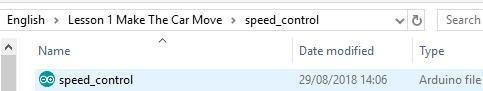 English > Lesson 1 Make The Car Move > speed_control
Search
Name Date modified Type
speed_control 29/08/2018 14:06 Arduino file